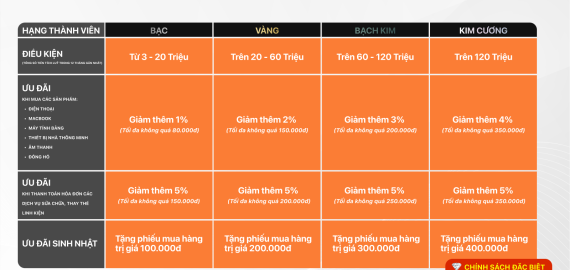 HẠNG THÀNH VIÊN BẠC VÀNG BẠCH KIM KIM CƯƠNG
ĐIỀU KIỆN Từ 3 - 20 Triệu Trên 20 - 60 Triệu Trên 60 - 120 Triệu Trên 120 Triệu
ƯU ĐÃI
KHI MUA CÁC SẢN PHẨM:
• ĐIỆN THOẠI
• MACBOOK
• MÁY TÍNH BẢNG
• THIẾT BỊ NHÀ THÔNG MINH
• ÂM THANH
• ĐỒNG HỒ
Giảm thêm 1% Giảm thêm 2% Giảm thêm 3% Giảm thêm 4%
(Tối đa không quá 80.000đ) (Tối đa không quá 150.000đ) (Tối đa không quá 200.000đ) (Tối đa không quá 350.000đ)
ƯU ĐÃI
KHI THANH TOÁN HÓA ĐƠN CÁC
DỊCH VỤ SỬA CHỮA, THAY THẾ
LINH KIỆN
Giảm thêm 5% Giảm thêm 5% Giảm thêm 5% Giảm thêm 5%
(Tối đa không quá 150.000đ) (Tối đa không quá 200.000đ) (Tối đa không quá 250.000đ) (Tối đa không quá 350.000đ)
ƯU ĐÃI SINH NHẬT
Tặng phiếu mua hàng Tặng phiếu mua hàng Tặng phiếu mua hàng Tặng phiếu mua hàng
trị giá 100.000đ trị giá 200.000đ trị giá 300.000đ trị giá 400.000đ
CHÍNH SÁCH ĐẶC BIỆT